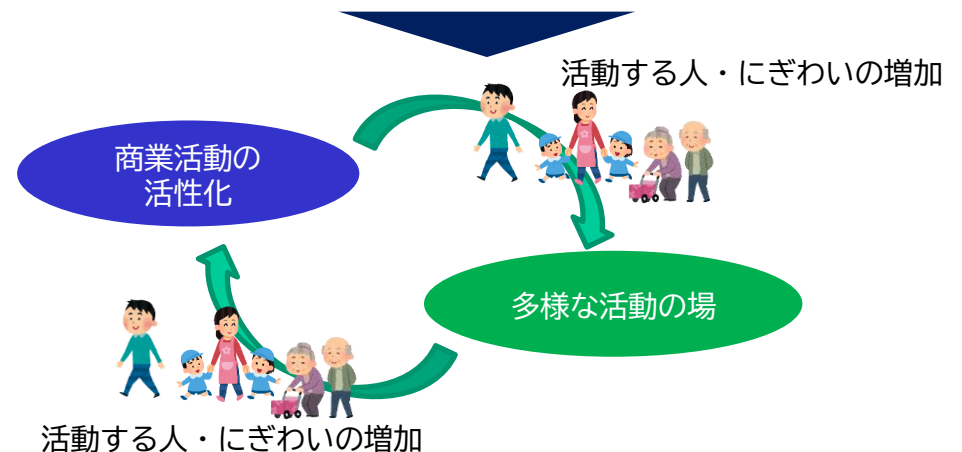 活動する人・にぎわいの増加
商業活動の
活性化
多様な活動の場
活動する人・にぎわいの増加